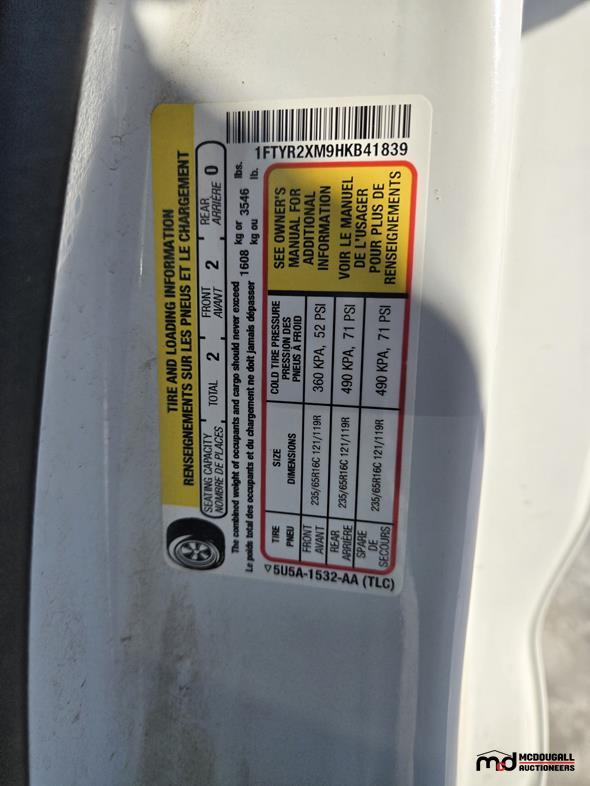 TIRE AND LOADING INFORMATION
RENSEIGNEMENTS SUR LES PNEUS ET LE CHARGEMENT
SEATING CAPACITY
NOMBRE DE PLACES
TOTAL 2
FRONT
AVANT 2
REAR
ARRIÈRE 0
The combined weight of occupants and cargo should never exceed
Le poids total des occupants et du chargement ne doit jamais dépasser
1608 kg or 3546 lbs.
kg ou lb.
TIRE
PNEU
SIZE
DIMENSIONS
COLD TIRE PRESSURE
PRESSION DES
PNEUS À FROID
FRONT
AVANT
235/65R16C 121/119R
360 KPA, 52 PSI
REAR
ARRIÈRE
235/65R16C 121/119R
490 KPA, 71 PSI
SPARE
DE
SECOURS
235/65R16C 121/119R
490 KPA, 71 PSI
SEE OWNER'S
MANUAL FOR
ADDITIONAL
INFORMATION
VOIR LE MANUEL
DE L'USAGER
POUR PLUS DE
RENSEIGNEMENTS
5U5A-1532-AA (TLC)
1FTYR2XM9HKB41839
md MCDOUGALL
AUCTIONEERS